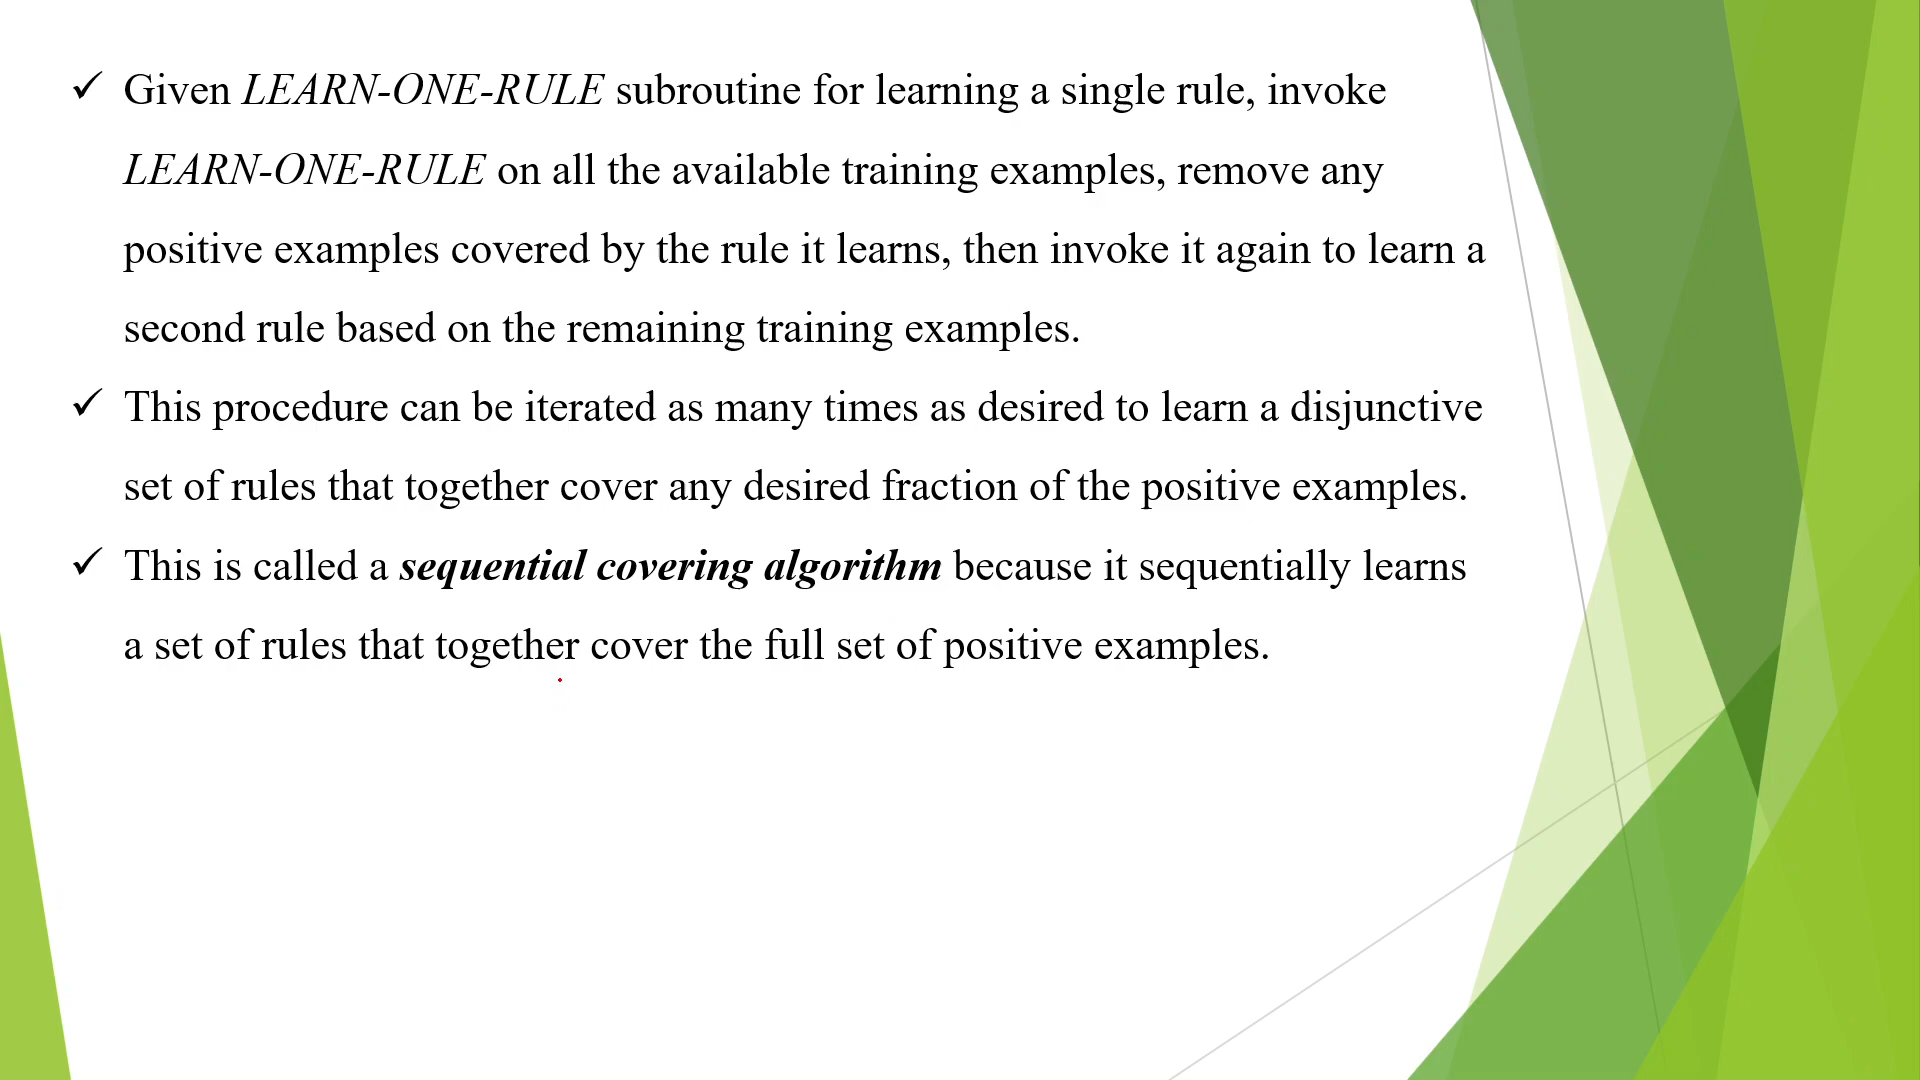 ✓ Given LEARN-ONE-RULE subroutine for learning a single rule, invoke
LEARN-ONE-RULE on all the available training examples, remove any
positive examples covered by the rule it learns, then invoke it again to learn a
second rule based on the remaining training examples.
✓ This procedure can be iterated as many times as desired to learn a disjunctive
set of rules that together cover any desired fraction of the positive examples.
✓ This is called a sequential covering algorithm because it sequentially learns
a set of rules that together cover the full set of positive examples.